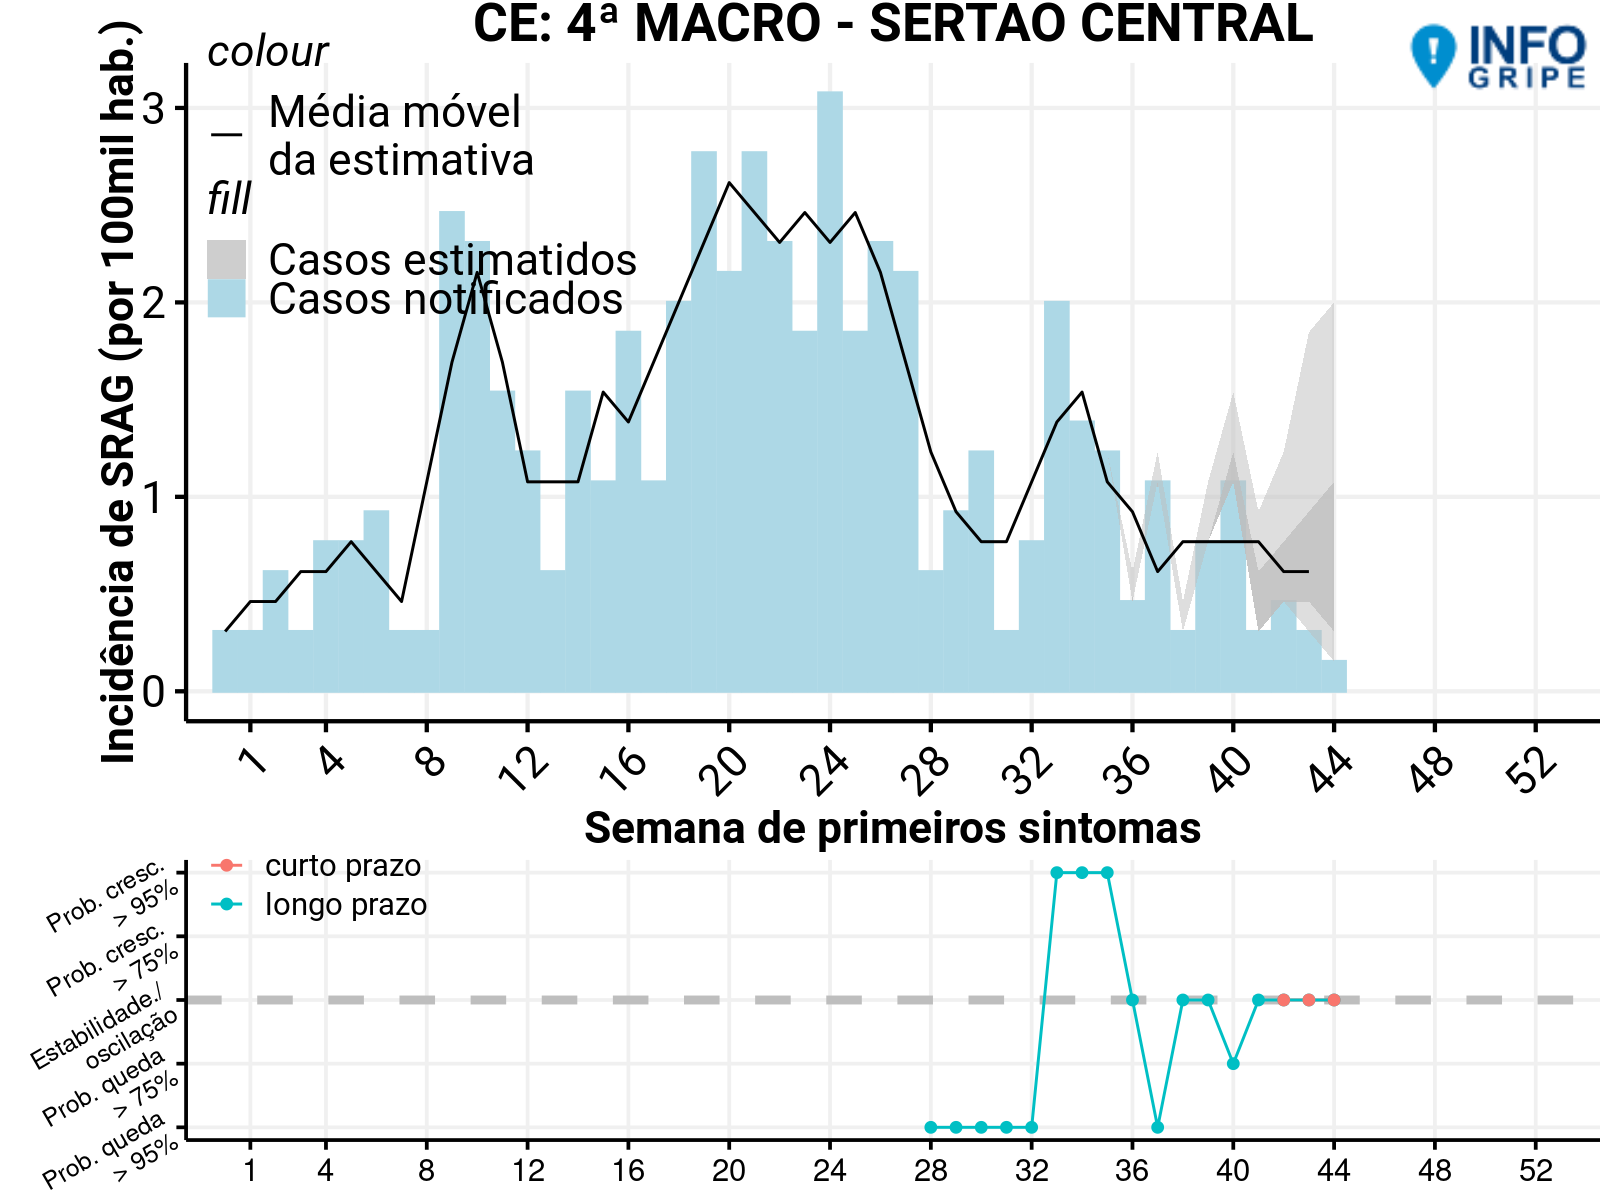 CE: 4ª MACRO - SERTAO CENTRAL
INFO
GRIPE
Incidência de SRAG (por 100mil hab.)
colour
Média móvel
da estimativa
fill
Casos estimatidos
Casos notificados
3
2
1
0
1 4 8 12 16 20 24 28 32 36 40 44 48 52
Semana de primeiros sintomas
curto prazo
longo prazo
Prob. cresc.
> 95%
Prob. cresc.
> 75%
Estabilidade./
oscilação
Prob. queda
> 75%
Prob. queda
> 95%
1 4 8 12 16 20 24 28 32 36 40 44 48 52